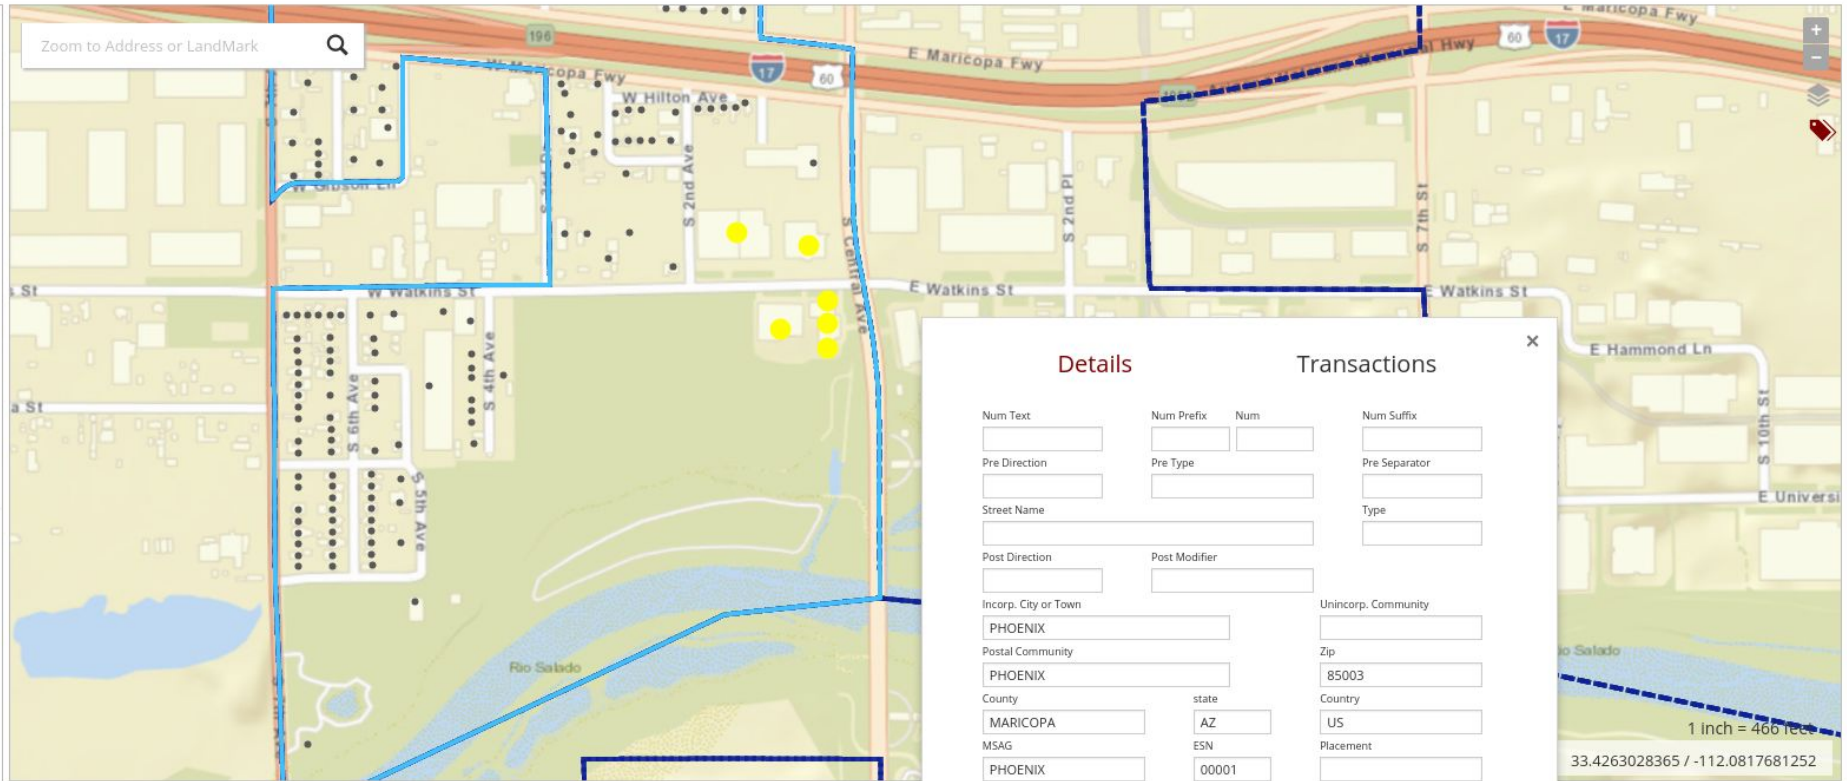 Zoom to Address or LandMark
196
W Maricopa Fwy
17
60
E Maricopa Fwy
E Maricopa Fwy
60
17
+
−
W Hilton Ave
W Gibson Ln
S 2nd Ave
S 2nd Pl
S 7th St
S Central Ave
W Watkins St
E Watkins St
E Watkins St
E Hammond Ln
S 4th Ave
S 6th Ave
S 5th Ave
S 10th St
E Universi
Rio Salado
Details Transactions ×
Num Text Num Prefix Num Num Suffix
Pre Direction Pre Type Pre Separator
Street Name Type
Post Direction Post Modifier
Incorp. City or Town Unincorp. Community
PHOENIX
Postal Community Zip
PHOENIX 85003
County state Country
MARICOPA AZ US
MSAG ESN Placement
PHOENIX 00001
io Salado
1 inch = 466 feet
33.4263028365 / -112.0817681252